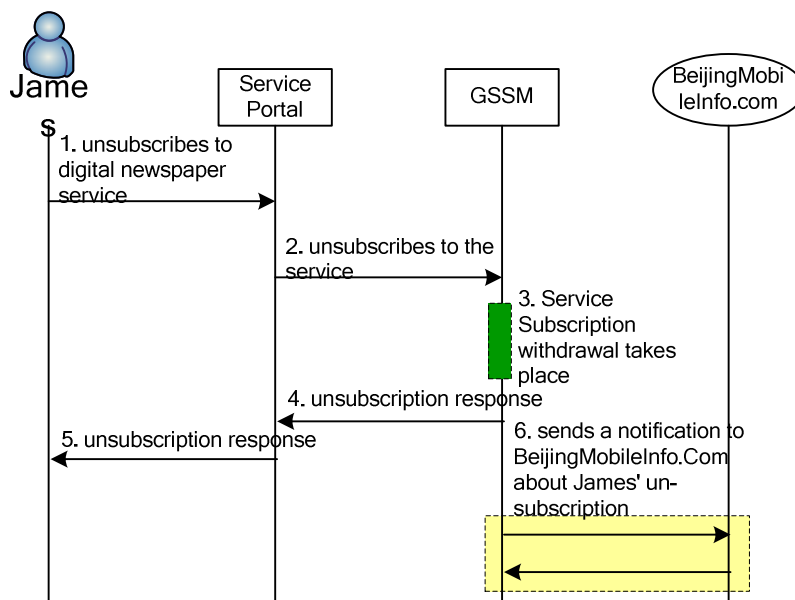 Jame
s
Service
Portal
GSSM
BeijingMobi
leInfo.com
1. unsubscribes to
digital newspaper
service
2. unsubscribes to the
service
3. Service
Subscription
withdrawal takes
place
4. unsubscription response
5. unsubscription response
6. sends a notification to
BeijingMobileInfo.Com
about James' un-
subscription